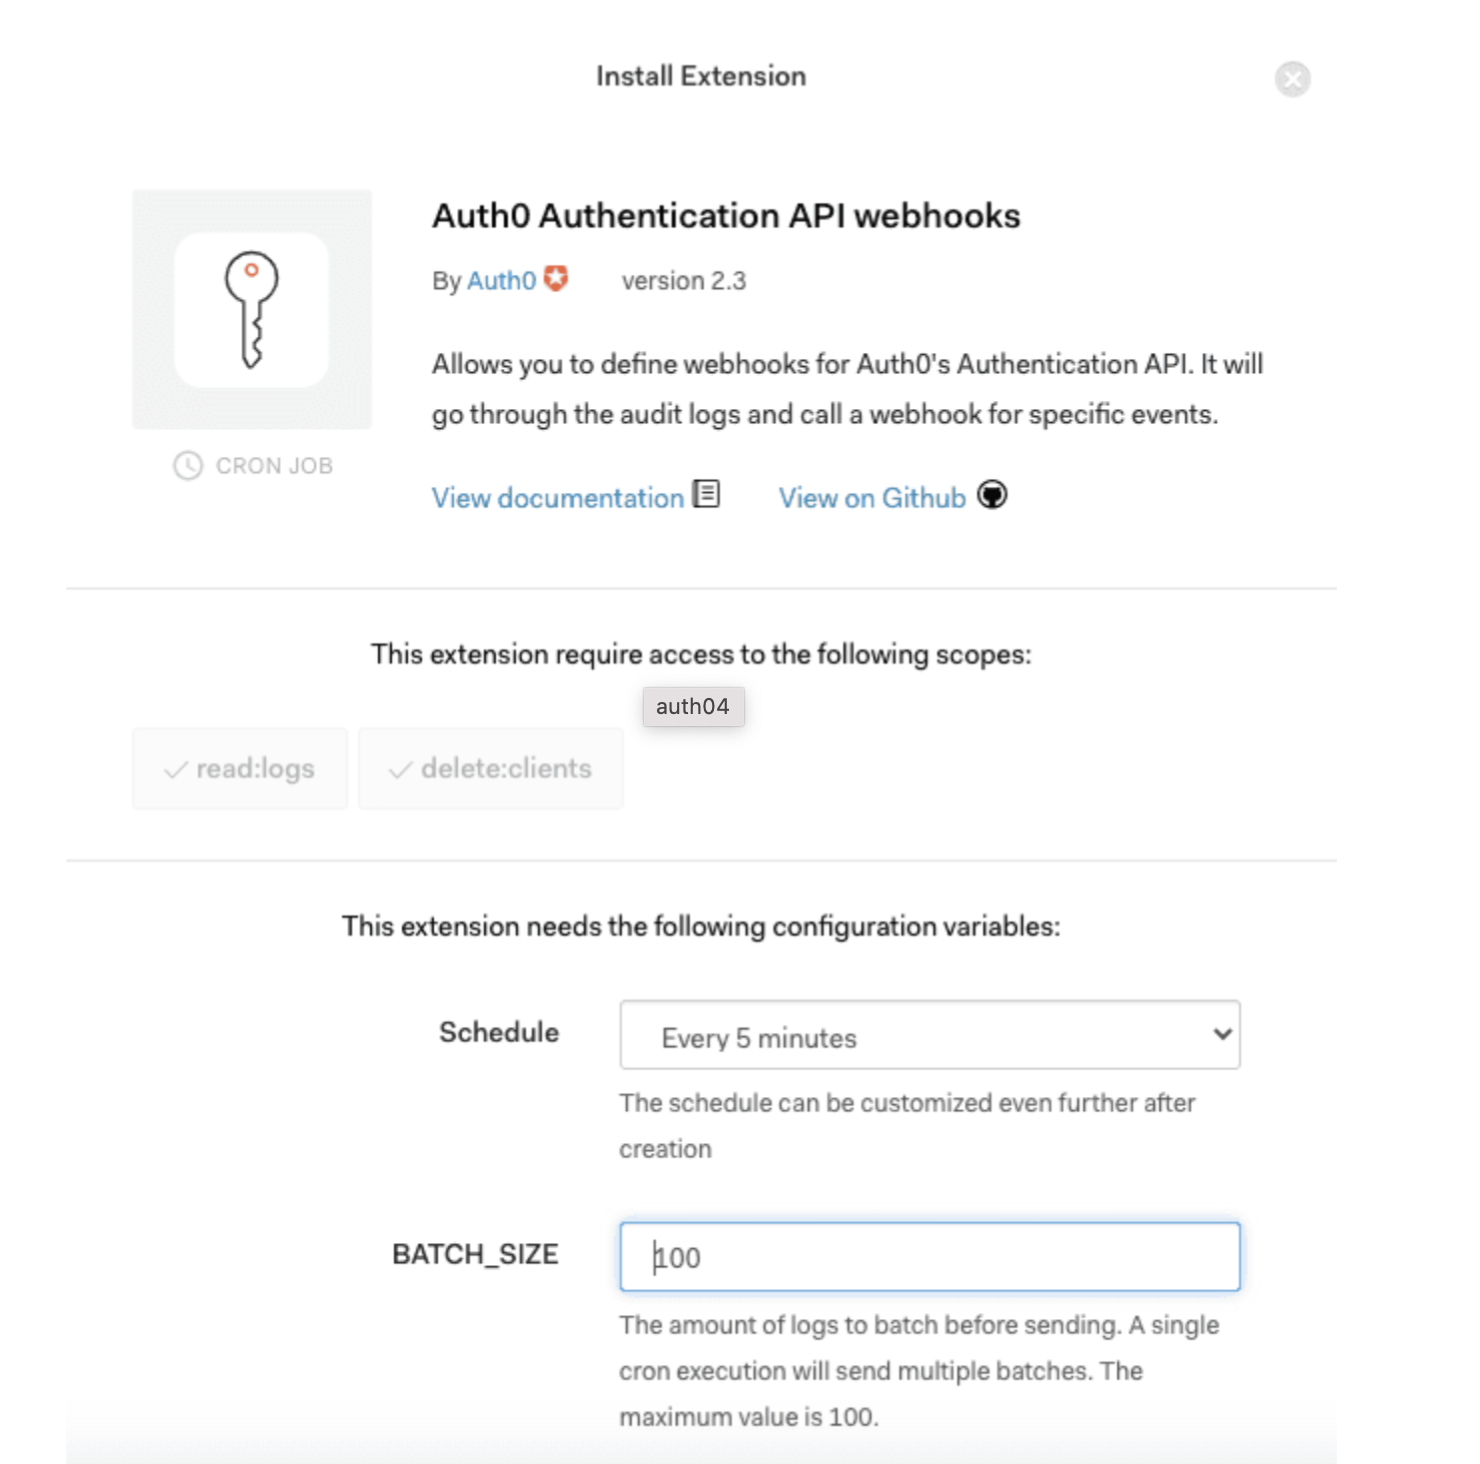 Install Extension
Auth0 Authentication API webhooks
By Auth0 version 2.3
Allows you to define webhooks for Auth0's Authentication API. It will
go through the audit logs and call a webhook for specific events.
CRON JOB
View documentation View on Github
This extension require access to the following scopes:
auth04
read:logs delete:clients
This extension needs the following configuration variables:
Schedule Every 5 minutes
The schedule can be customized even further after
creation
BATCH_SIZE 100
The amount of logs to batch before sending. A single
cron execution will send multiple batches. The
maximum value is 100.